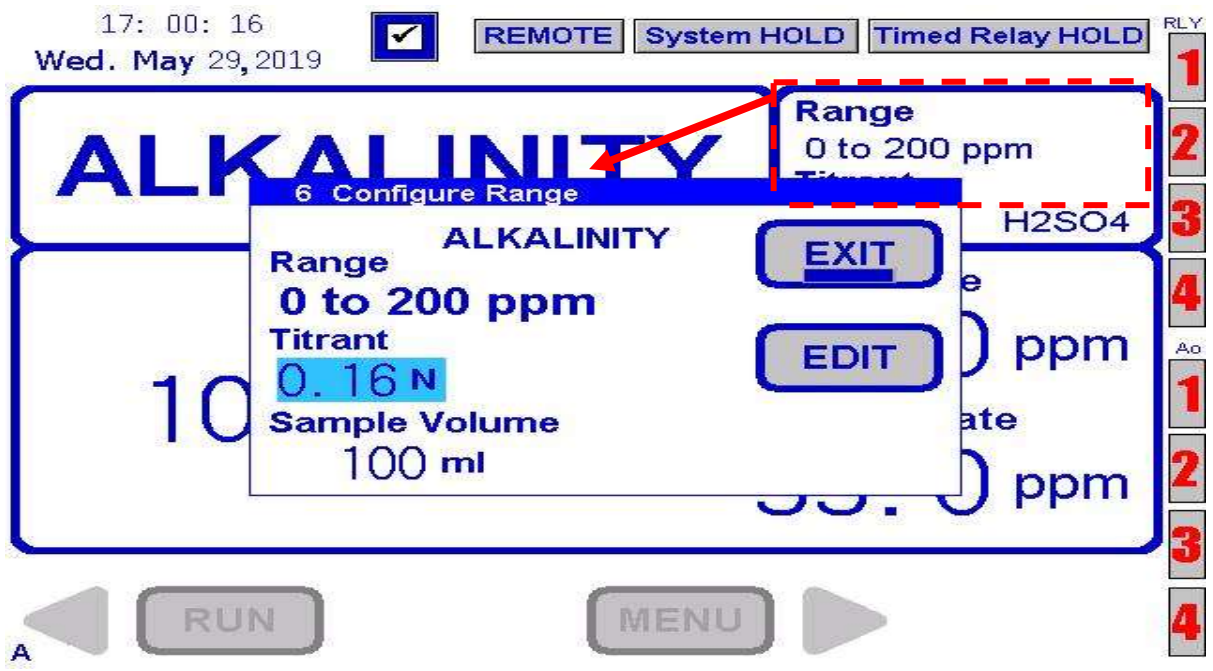 17: 00: 16
Wed. May 29, 2019
REMOTE System HOLD Timed Relay HOLD
RLY
1
2
3
4
Ao
1
2
3
4
ALKALINITY
Range
0 to 200 ppm
Titrant
H2SO4
6 Configure Range
ALKALINITY
Range
0 to 200 ppm
Titrant
0.16 N
Sample Volume
100 ml
EXIT
EDIT
ppm
ppm
RUN
MENU
A